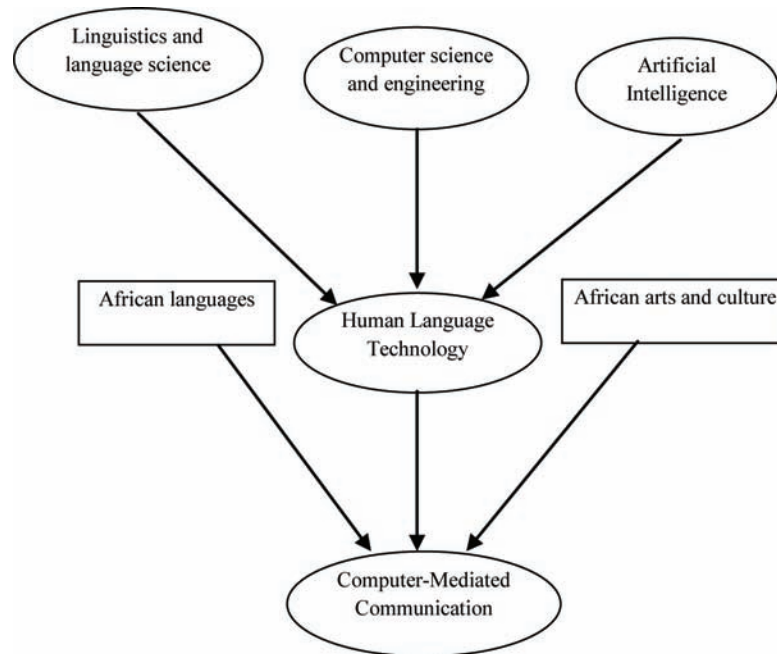 Linguistics and
language science
Computer science
and engineering
Artificial
Intelligence
African languages
Human Language
Technology
African arts and culture
Computer-Mediated
Communication